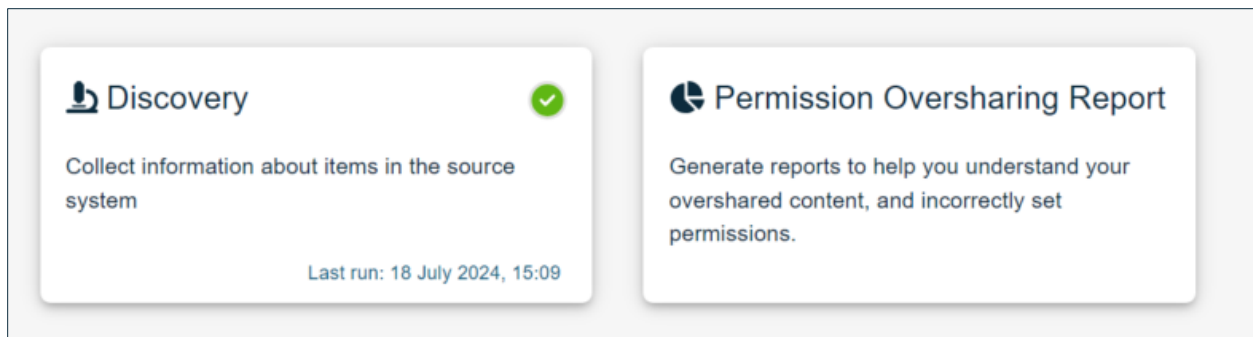 Discovery
Collect information about items in the source
system
Last run: 18 July 2024, 15:09
Permission Oversharing Report
Generate reports to help you understand your
overshared content, and incorrectly set
permissions.